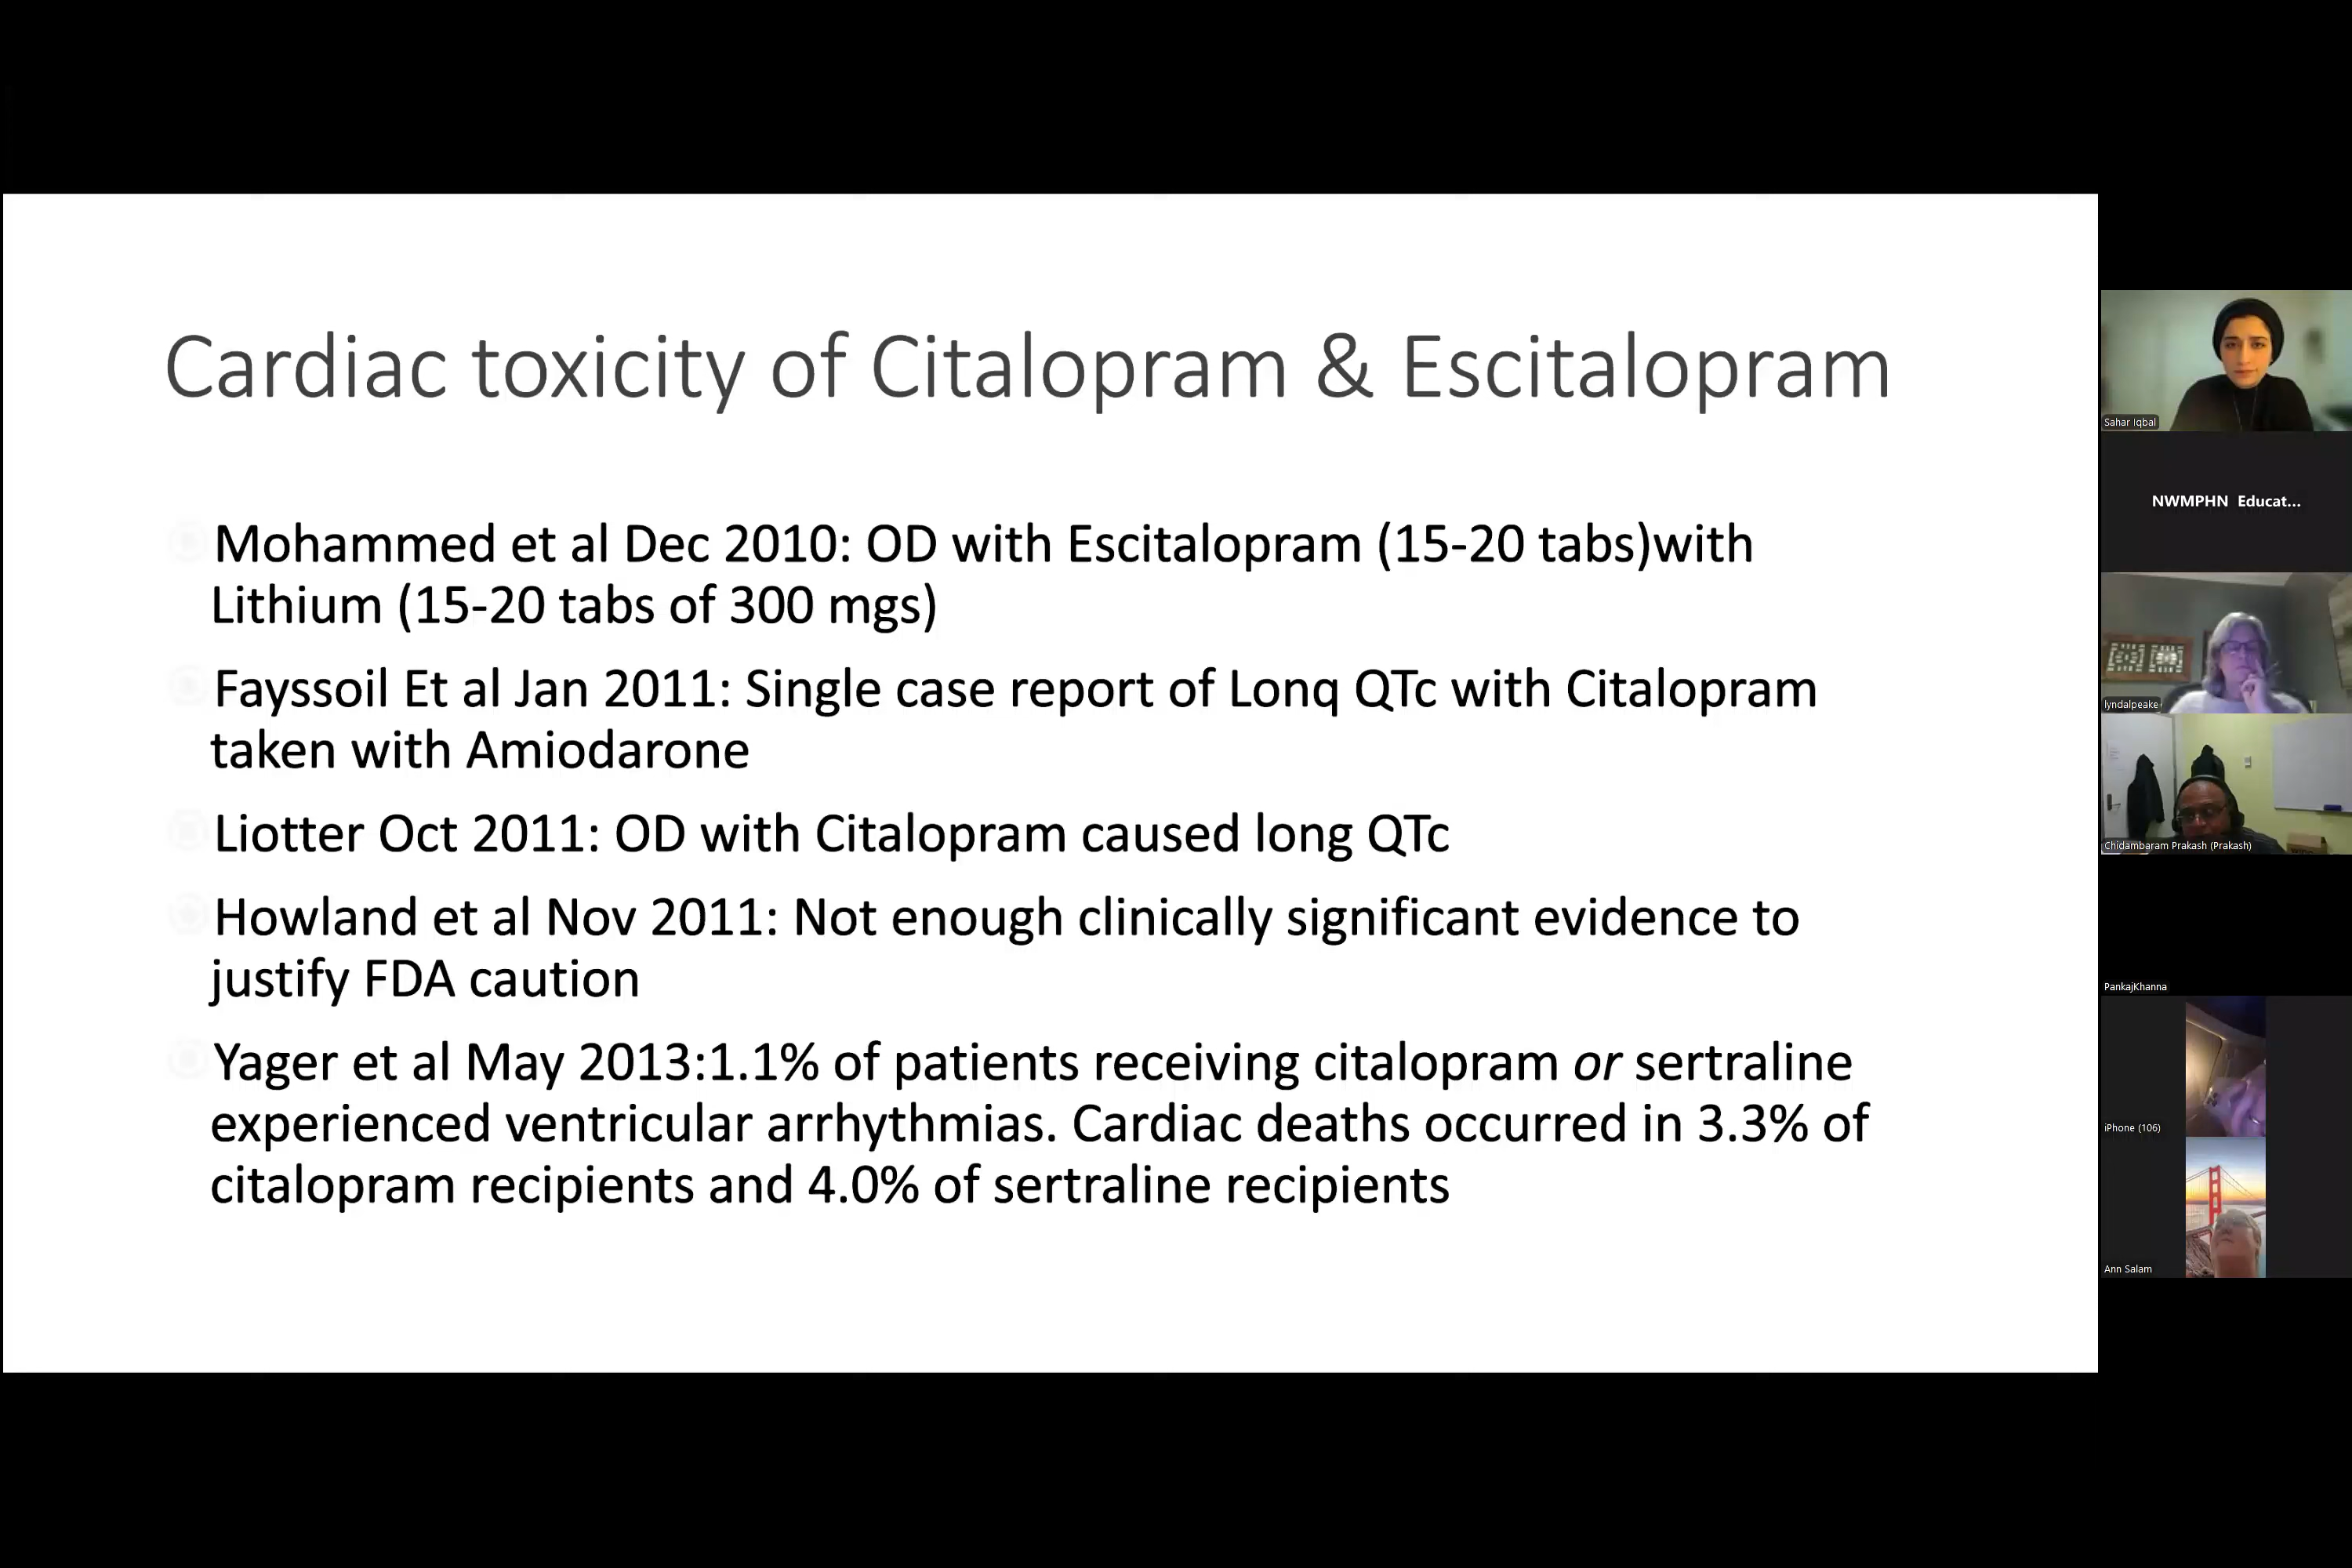 Cardiac toxicity of Citalopram & Escitalopram
Mohammed et al Dec 2010: OD with Escitalopram (15-20 tabs)with
Lithium (15-20 tabs of 300 mgs)
Fayssoil Et al Jan 2011: Single case report of Lonq QTc with Citalopram
taken with Amiodarone
Liotter Oct 2011: OD with Citalopram caused long QTc
Howland et al Nov 2011: Not enough clinically significant evidence to
justify FDA caution
Yager et al May 2013:1.1% of patients receiving citalopram or sertraline
experienced ventricular arrhythmias. Cardiac deaths occurred in 3.3% of
citalopram recipients and 4.0% of sertraline recipients
Sahar Iqbal
NWMPHN Educat...
lyndalpeake
Chidambaram Prakash (Prakash)
PankajKhanna
iPhone (106)
Ann Salam